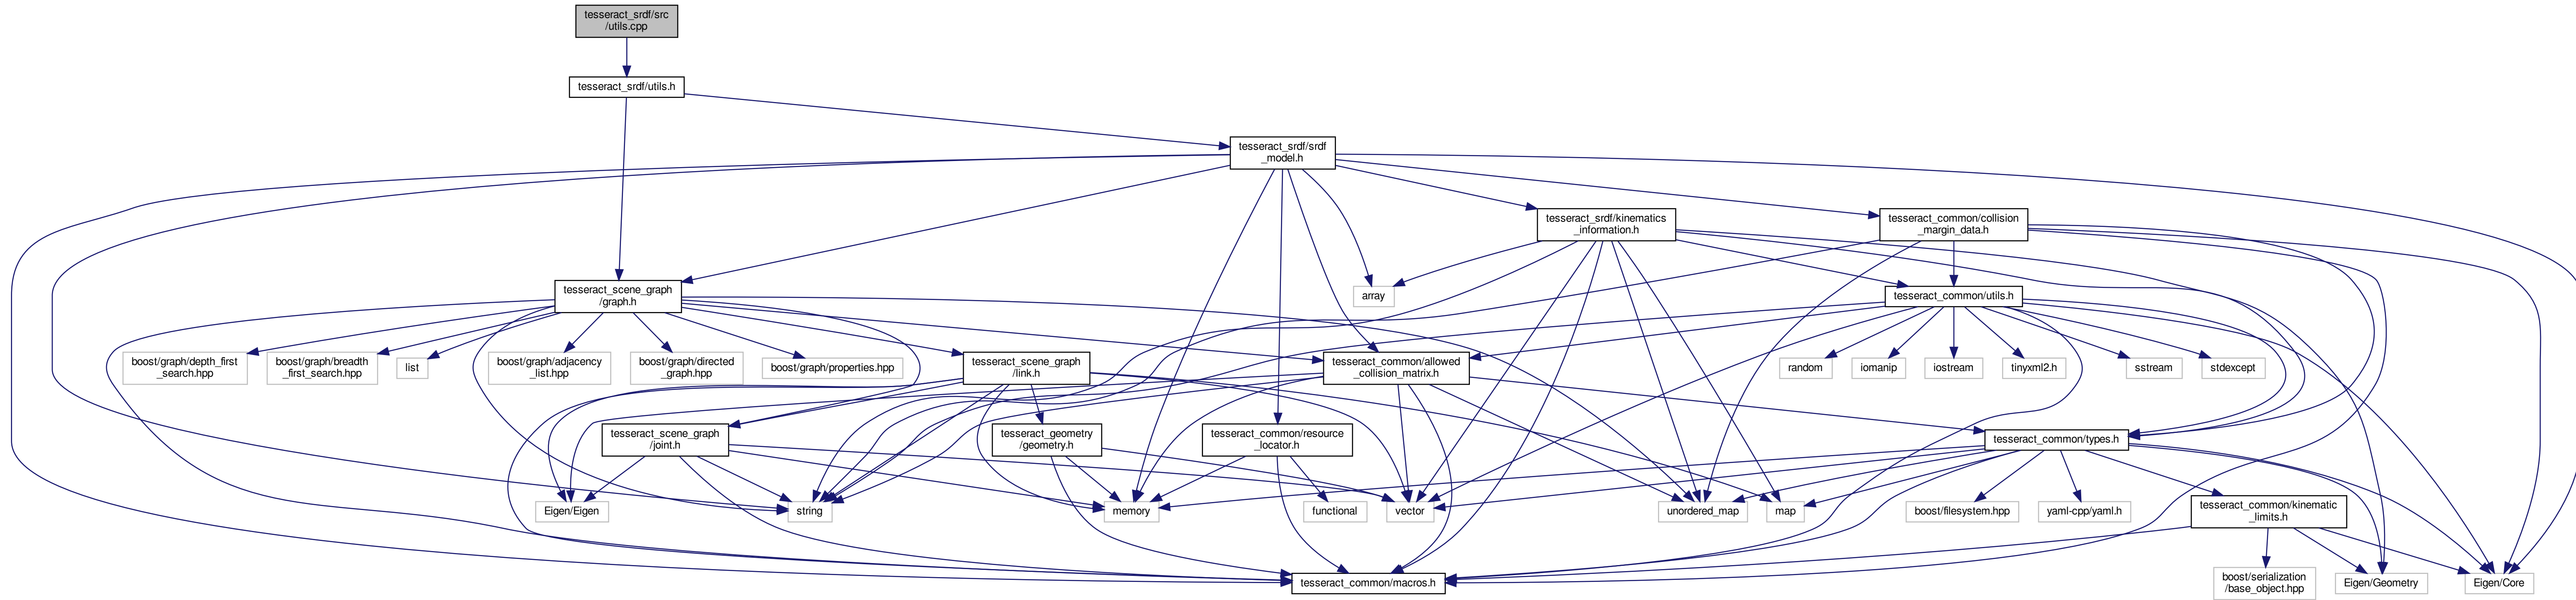 tesseract_srdf/src
/utils.cpp
tesseract_srdf/utils.h
tesseract_srdf/srdf
_model.h
tesseract_srdf/kinematics
_information.h
tesseract_common/collision
_margin_data.h
tesseract_scene_graph
/graph.h
array
tesseract_common/utils.h
boost/graph/depth_first
_search.hpp
boost/graph/breadth
_first_search.hpp
list
boost/graph/adjacency
_list.hpp
boost/graph/directed
_graph.hpp
boost/graph/properties.hpp
tesseract_scene_graph
/link.h
tesseract_common/allowed
_collision_matrix.h
random
iomanip
iostream
tinyxml2.h
sstream
stdexcept
tesseract_scene_graph
/joint.h
tesseract_geometry
/geometry.h
tesseract_common/resource
_locator.h
tesseract_common/types.h
Eigen/Eigen
string
memory
functional
vector
unordered_map
map
boost/filesystem.hpp
yaml-cpp/yaml.h
tesseract_common/kinematic
_limits.h
tesseract_common/macros.h
boost/serialization
/base_object.hpp
Eigen/Geometry
Eigen/Core